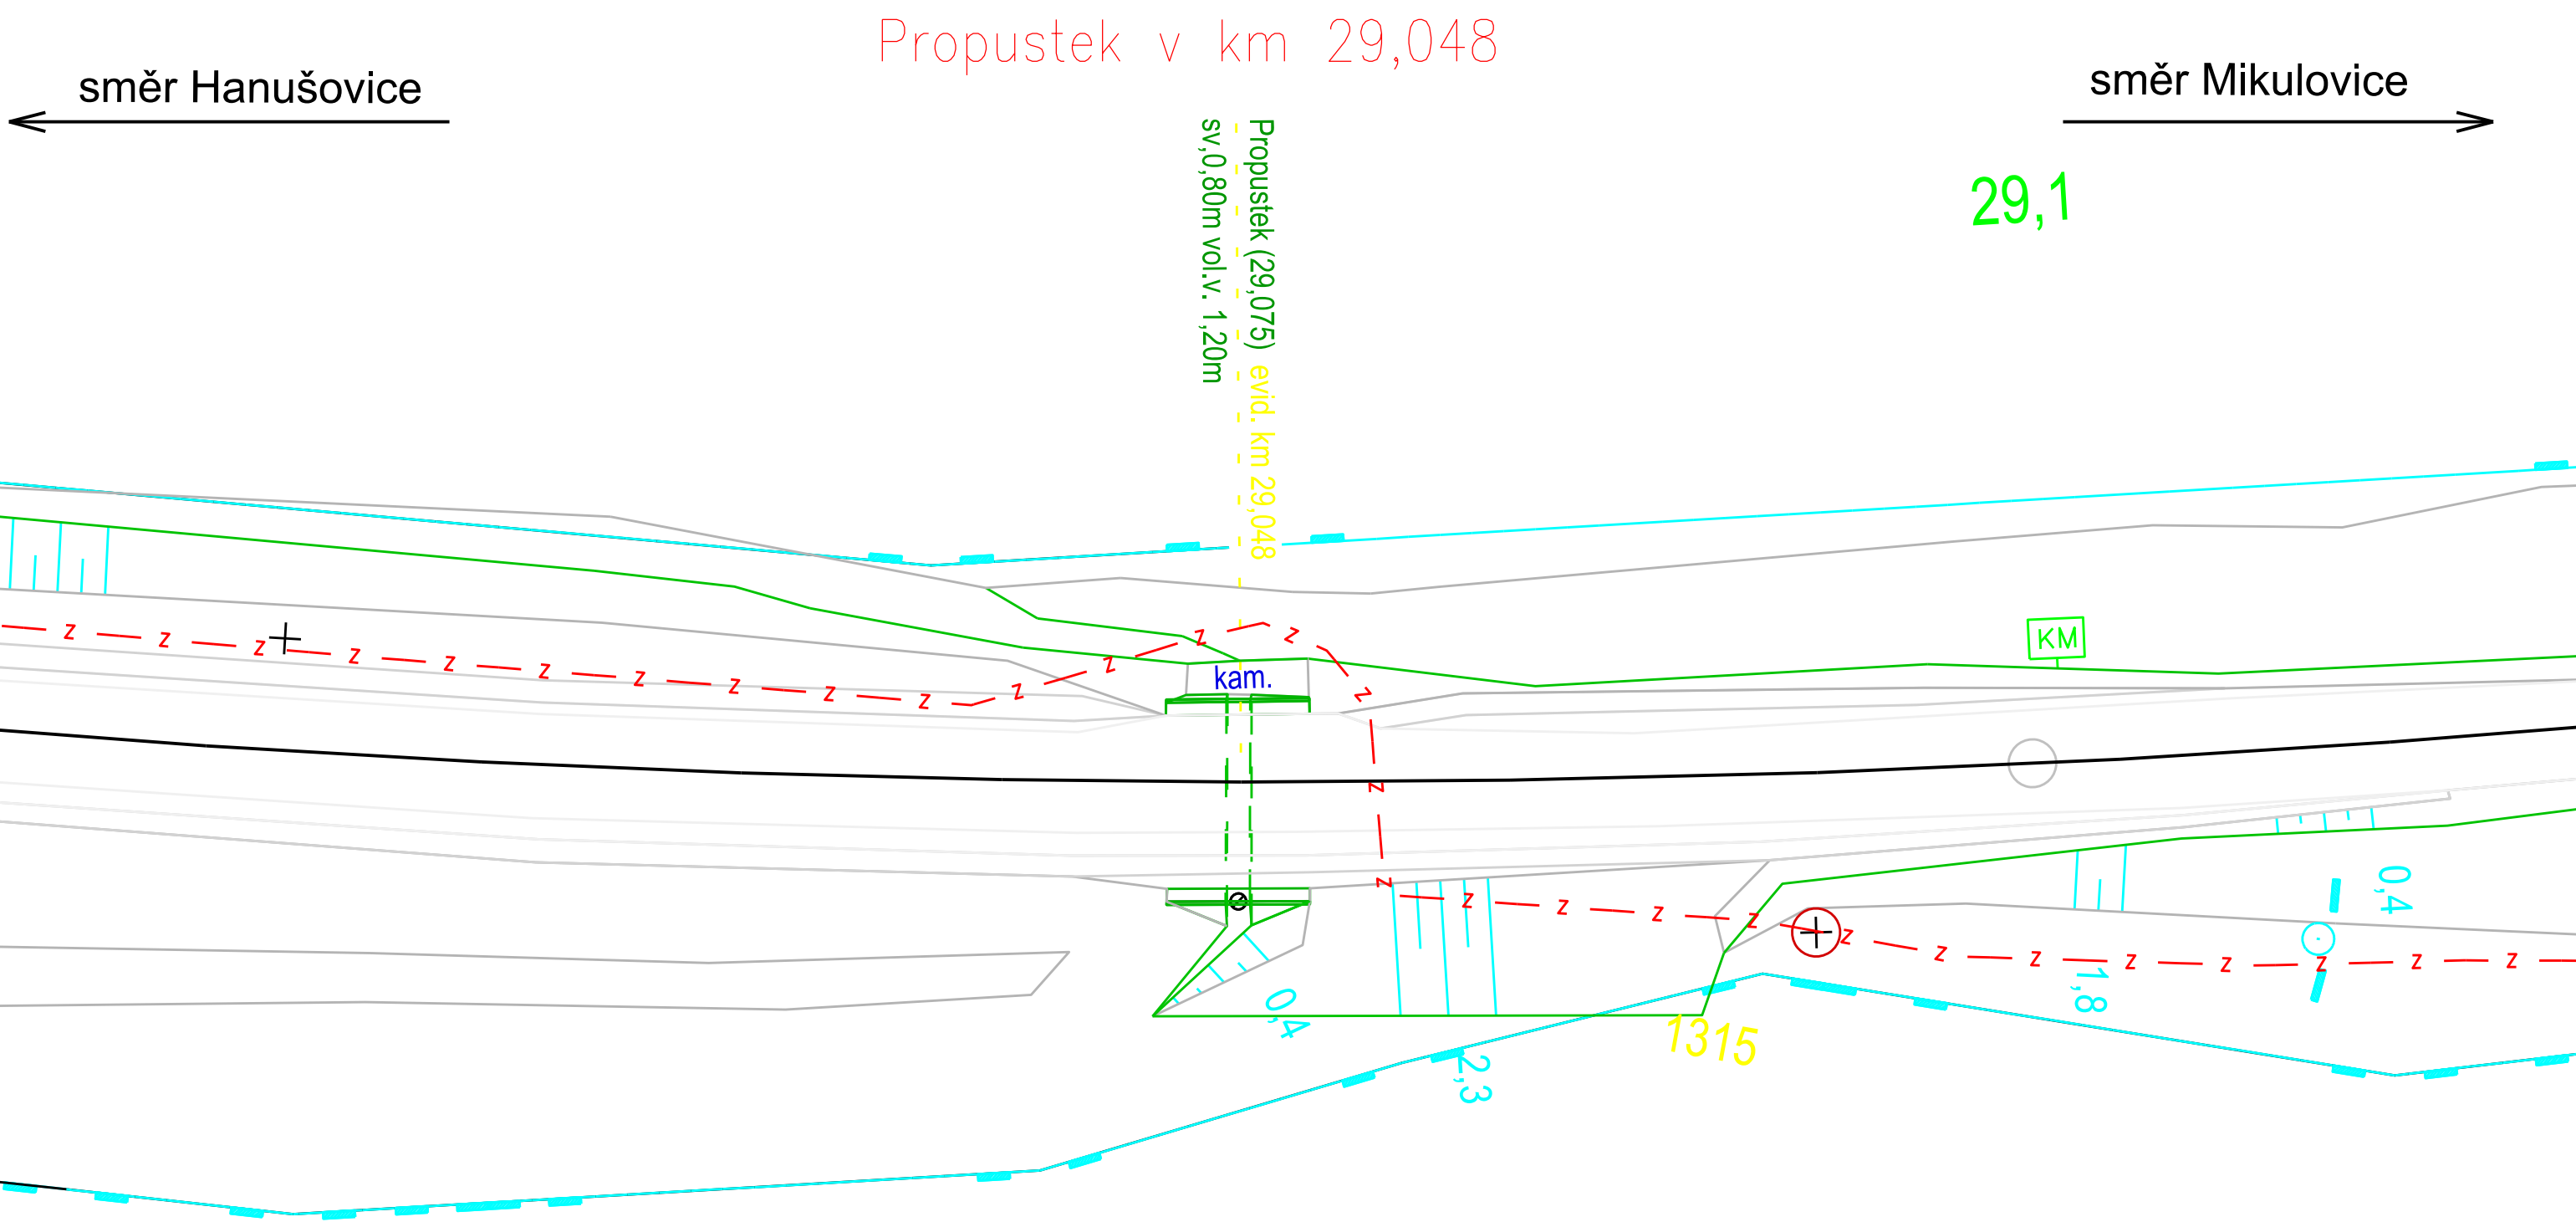 Propustek v km 29,048
směr Hanušovice
směr Mikulovice
Propustek (29,075) evid. km 29,048
sv,0,80m vol.v. 1,20m
29,1
KM
kam.
z z z z z z z z z z z z z z z z z z z z z z z z z z z
0,4
1,8
0,4
1315
2,3